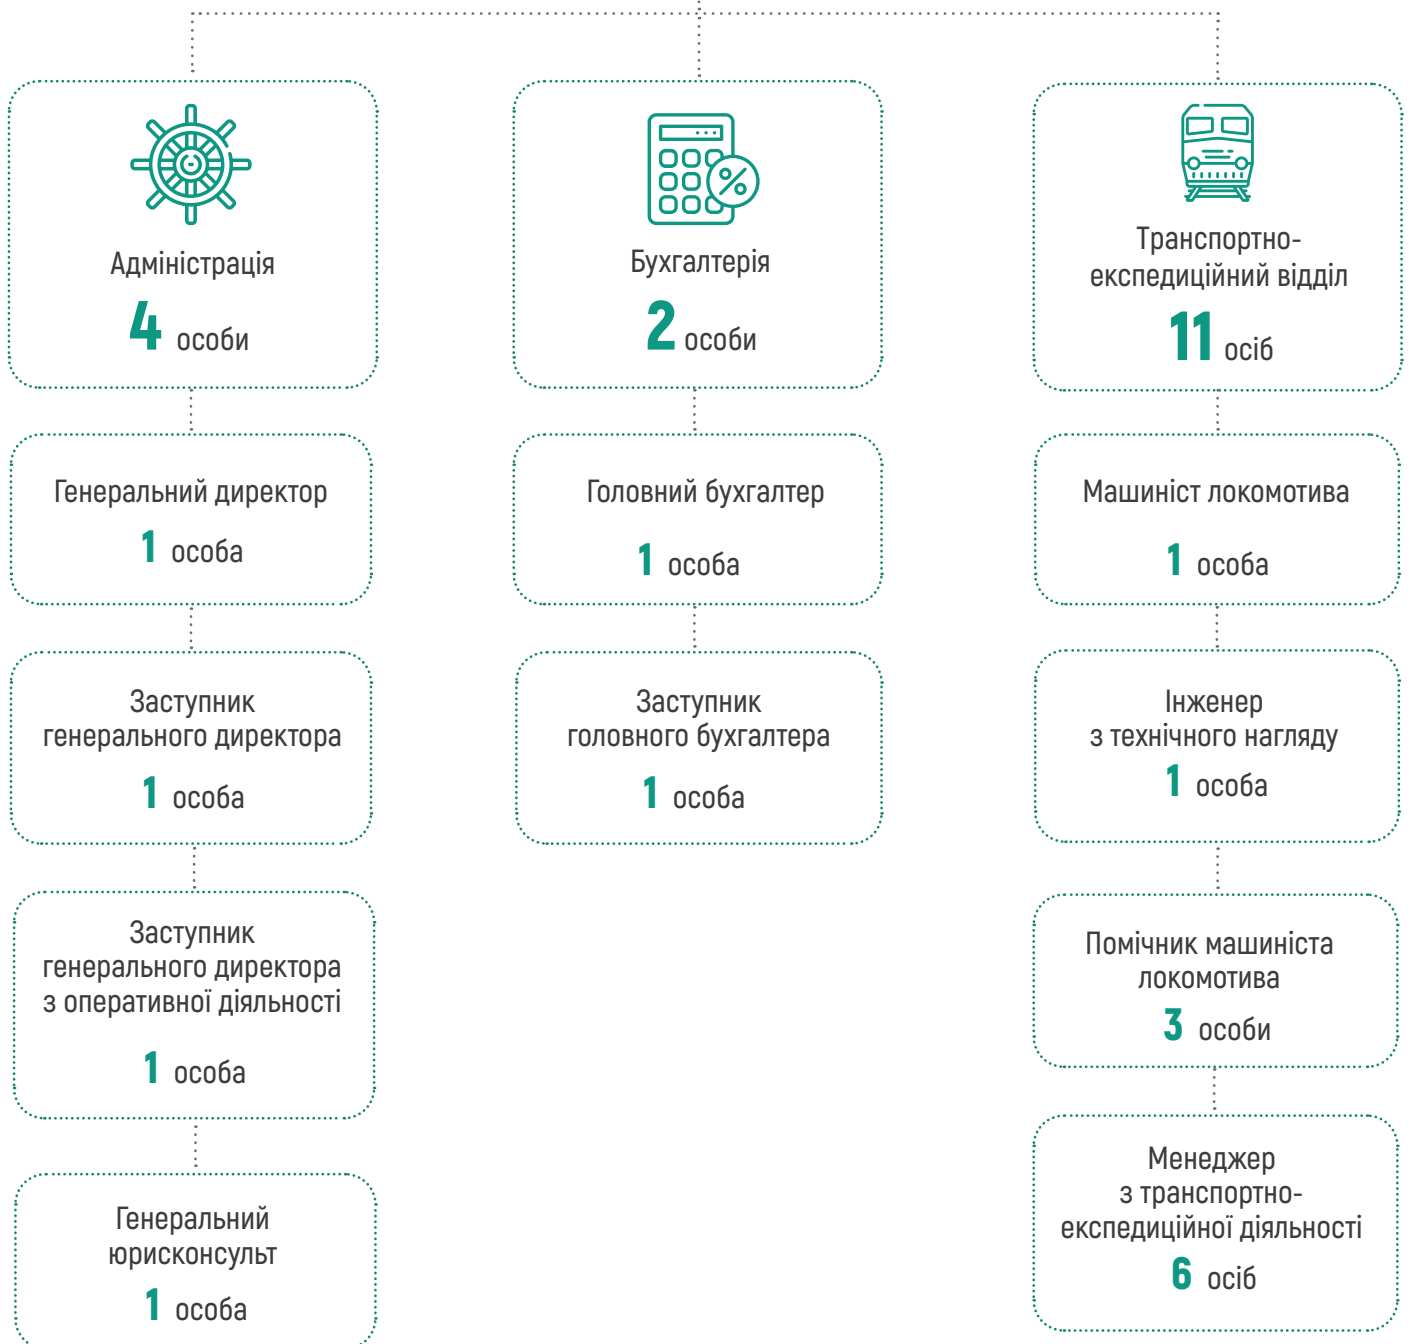 Адміністрація
4 особи
Генеральний директор
1 особа
Заступник
генерального директора
1 особа
Заступник
генерального директора
з оперативної діяльності
1 особа
Генеральний
юрисконсульт
1 особа
Бухгалтерія
2 особи
Головний бухгалтер
1 особа
Заступник
головного бухгалтера
1 особа
Транспортно-
експедиційний відділ
11 осіб
Машиніст локомотива
1 особа
Інженер
з технічного нагляду
1 особа
Помічник машиніста
локомотива
3 особи
Менеджер
з транспортно-
експедиційної діяльності
6 осіб